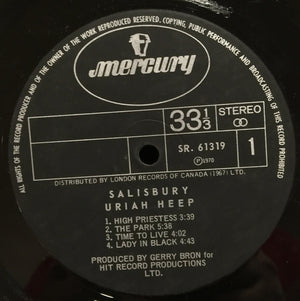 ALL RIGHTS OF THE RECORD PRODUCER AND OF THE OWNER OF THE WORK REPRODUCED RESERVED. COPYING, PUBLIC PERFORMANCE AND BROADCASTING OF THIS RECORD PROHIBITED.
mercury
33 1/3
STEREO
SR. 61319
Ⓟ1970
1
DISTRIBUTED BY LONDON RECORDS OF CANADA (1967) LTD.
SALISBURY
URIAH HEEP
1. HIGH PRIESTESS 3:39
2. THE PARK 5:38
3. TIME TO LIVE 4:02
4. LADY IN BLACK 4:43
PRODUCED BY GERRY BRON for
HIT RECORD PRODUCTIONS
LTD.